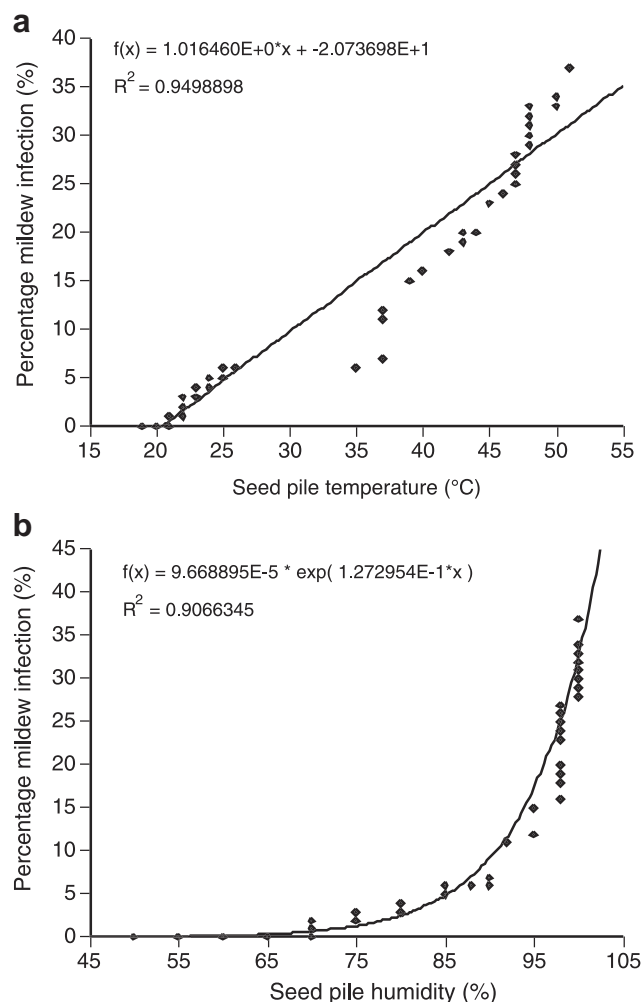 a
f(x) = 1.016460E+0*x + -2.073698E+1
R² = 0.9498898
Percentage mildew infection (%)
40
35
30
25
20
15
10
5
0
15 20 25 30 35 40 45 50 55
Seed pile temperature (°C)
b
f(x) = 9.668895E-5 * exp( 1.272954E-1*x )
R² = 0.9066345
Percentage mildew infection (%)
45
40
35
30
25
20
15
10
5
0
45 55 65 75 85 95 105
Seed pile humidity (%)